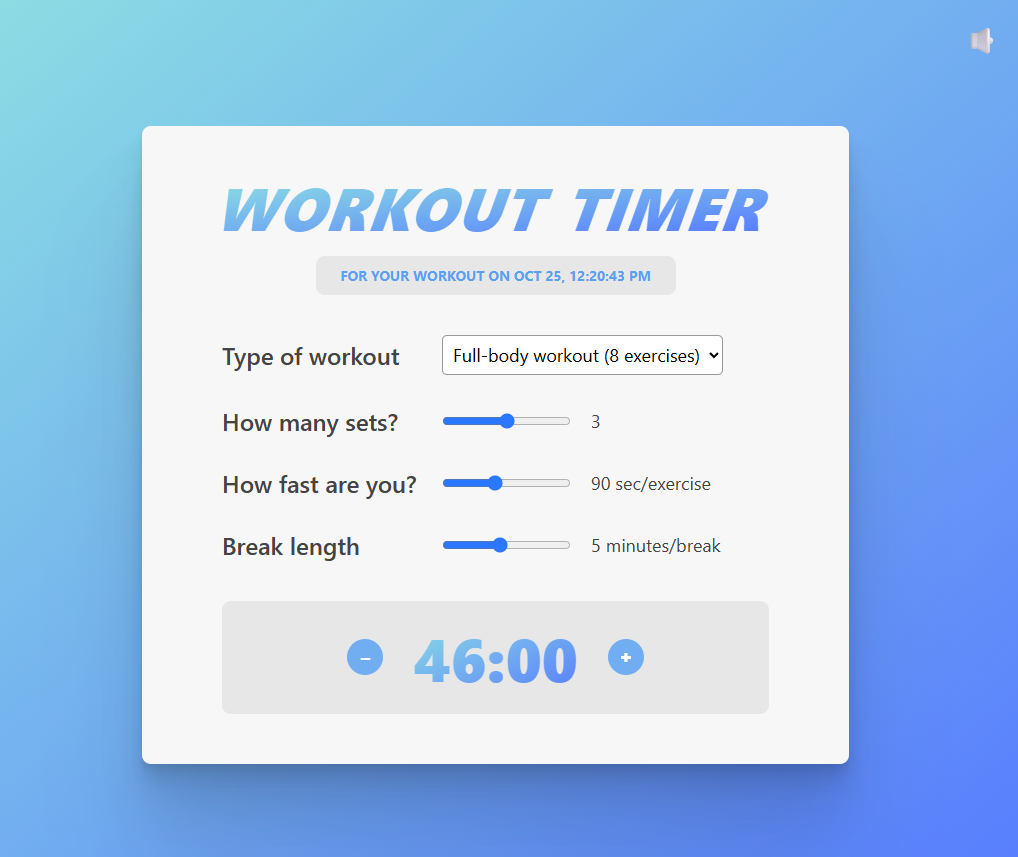 WORKOUT TIMER
FOR YOUR WORKOUT ON OCT 25, 12:20:43 PM
Type of workout Full-body workout (8 exercises)
How many sets? 3
How fast are you? 90 sec/exercise
Break length 5 minutes/break
– 46:00 +